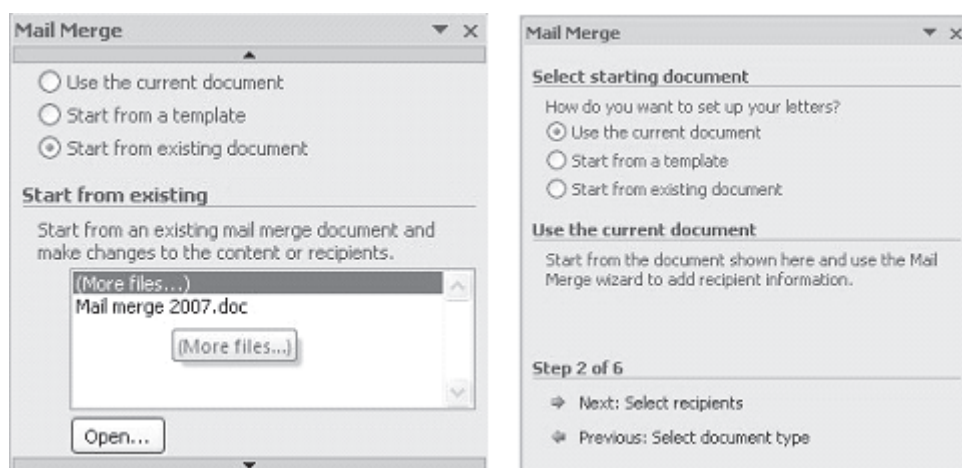 Mail Merge
Use the current document
Start from a template
Start from existing document
Start from existing
Start from an existing mail merge document and
make changes to the content or recipients.
(More files...)
Mail merge 2007.doc
(More files...)
Open...
Mail Merge
Select starting document
How do you want to set up your letters?
Use the current document
Start from a template
Start from existing document
Use the current document
Start from the document shown here and use the Mail
Merge wizard to add recipient information.
Step 2 of 6
Next: Select recipients
Previous: Select document type